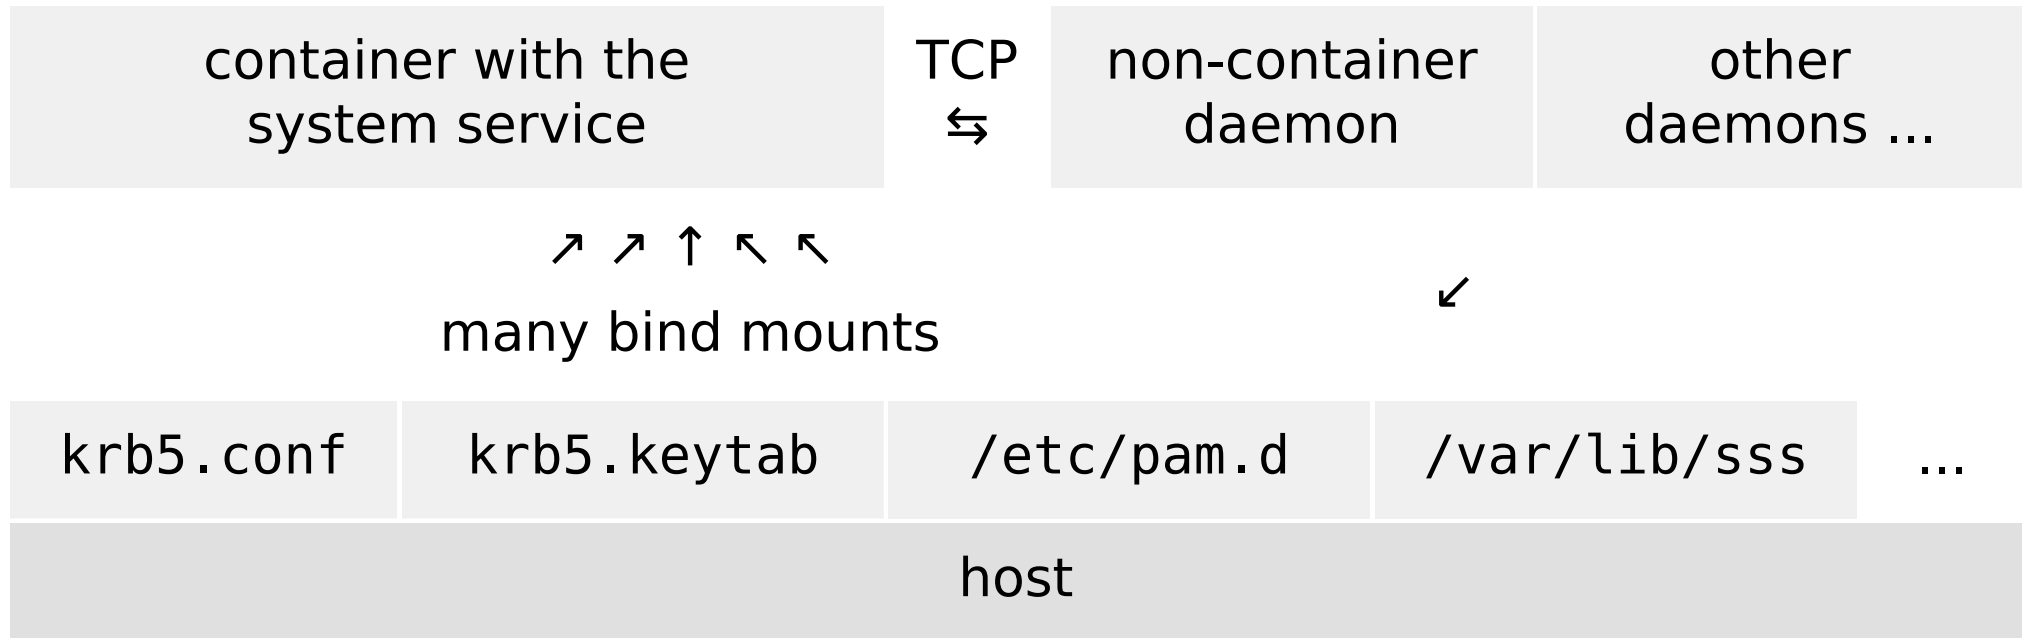 container with the
system service
TCP
⇆
non-container
daemon
other
daemons ...
↗ ↗ ↑ ↖ ↖
↙
many bind mounts
krb5.conf
krb5.keytab
/etc/pam.d
/var/lib/sss
...
host